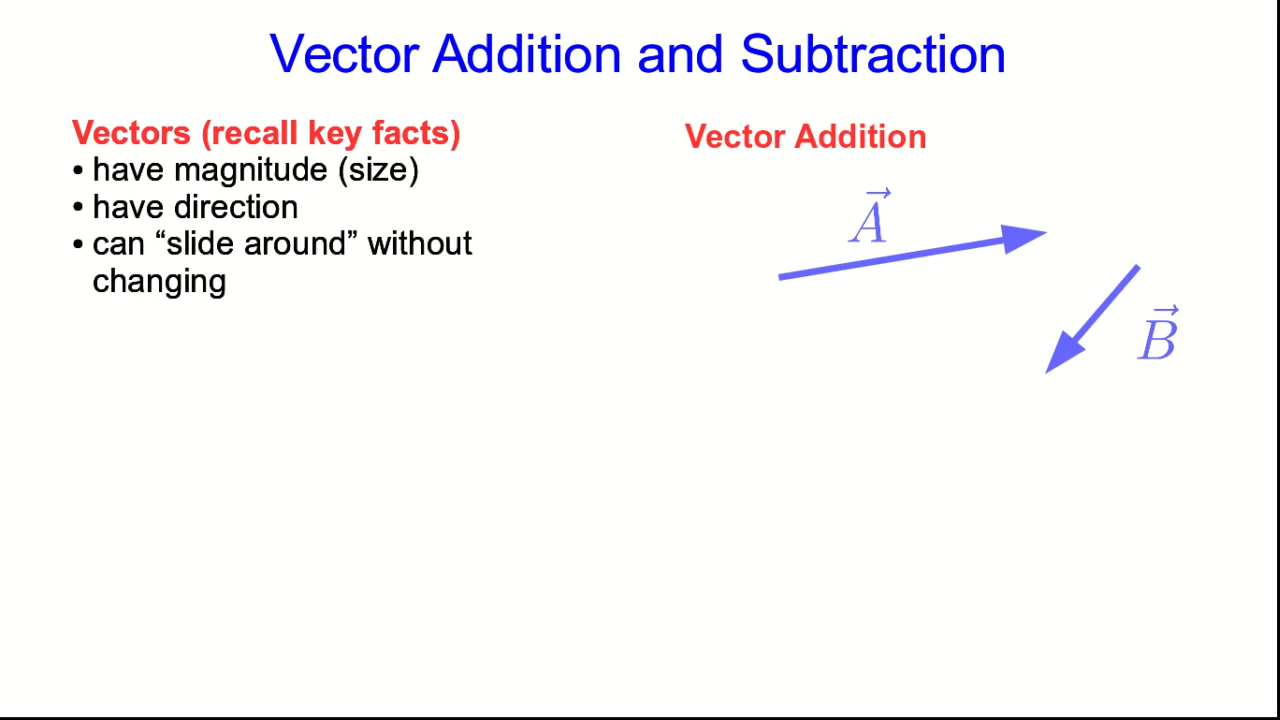 Vector Addition and Subtraction
Vectors (recall key facts)
• have magnitude (size)
• have direction
• can “slide around” without
changing
Vector Addition
A⃗
B⃗